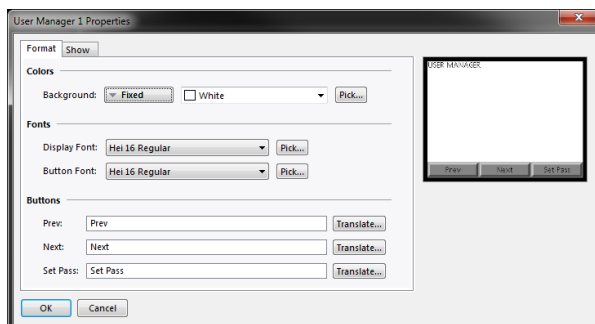 User Manager 1 Properties
Format Show
Colors
Background: Fixed White Pick...
Fonts
Display Font: Hei 16 Regular Pick...
Button Font: Hei 16 Regular Pick...
Buttons
Prev: Prev Translate...
Next: Next Translate...
Set Pass: Set Pass Translate...
OK Cancel
USER MANAGER
Prev Next Set Pass